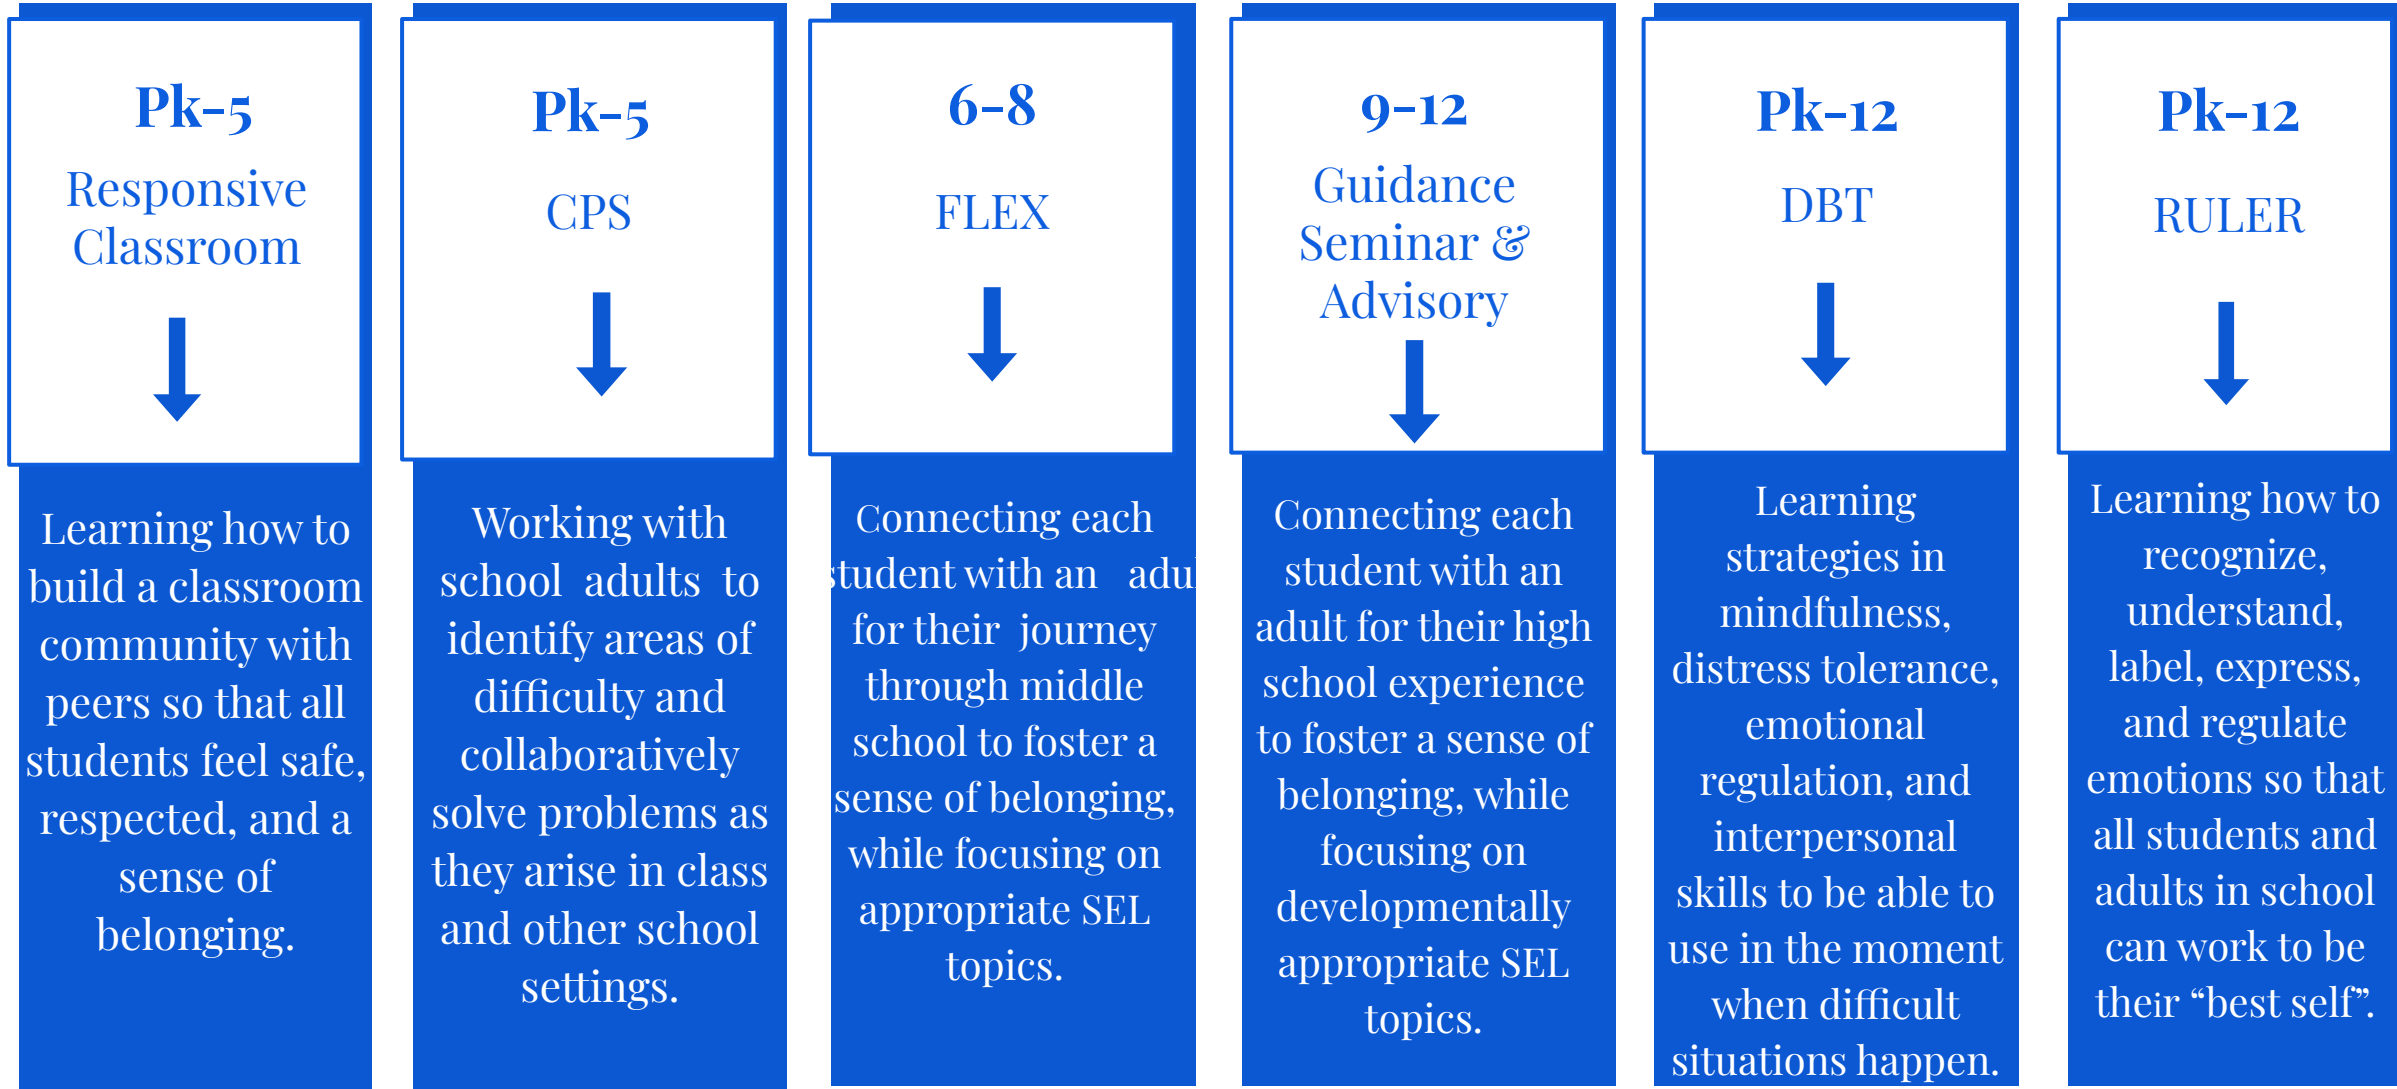 Pk-5
Responsive
Classroom
Learning how to
build a classroom
community with
peers so that all
students feel safe,
respected, and a
sense of
belonging.
Pk-5
CPS
Working with
school adults to
identify areas of
difficulty and
collaboratively
solve problems as
they arise in class
and other school
settings.
6-8
FLEX
Connecting each
student with an adul
for their journey
through middle
school to foster a
sense of belonging,
while focusing on
appropriate SEL
topics.
9-12
Guidance
Seminar &
Advisory
Connecting each
student with an
adult for their high
school experience
to foster a sense of
belonging, while
focusing on
developmentally
appropriate SEL
topics.
Pk-12
DBT
Learning
strategies in
mindfulness,
distress tolerance,
emotional
regulation, and
interpersonal
skills to be able to
use in the moment
when difficult
situations happen.
Pk-12
RULER
Learning how to
recognize,
understand,
label, express,
and regulate
emotions so that
all students and
adults in school
can work to be
their “best self”.